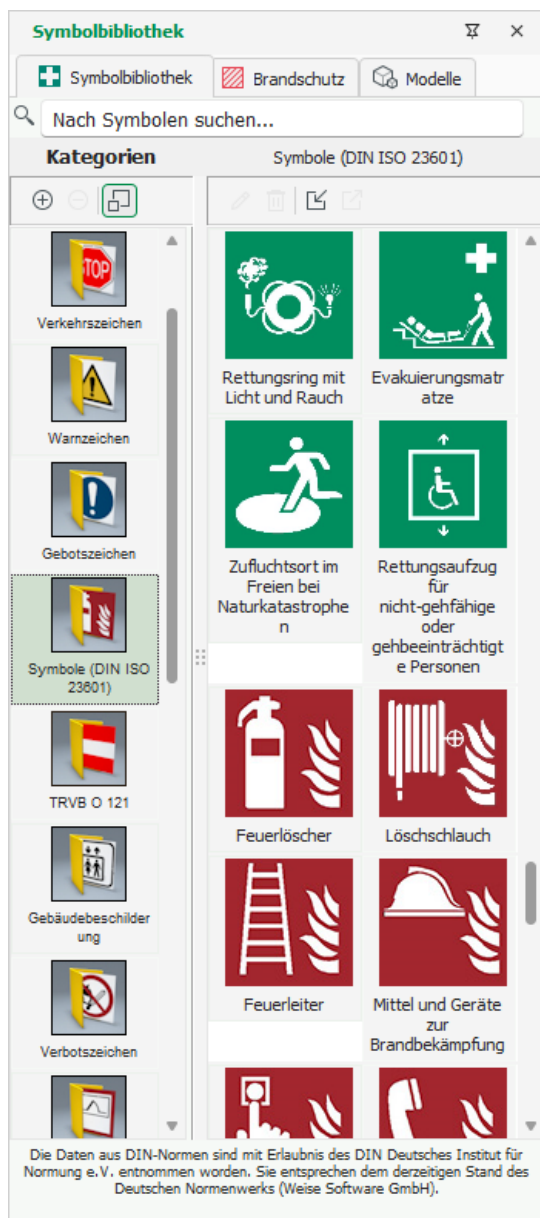 Symbolbibliothek
Symbolbibliothek
Brandschutz
Modelle
Nach Symbolen suchen...
Kategorien
Symbole (DIN ISO 23601)
STOP
Verkehrszeichen
Warnzeichen
Gebotszeichen
Symbole (DIN ISO
23601)
TRVB O 121
Gebäudebeschilder
ung
Verbotszeichen
Rettungsring mit
Licht und Rauch
Evakuierungsmatr
atze
Zufluchtsort im
Freien bei
Naturkatastrophe
n
Rettungsaufzug
für
nicht-gehfähige
oder
gehbeeinträchtigt
e Personen
Feuerlöscher
Löschschlauch
Feuerleiter
Mittel und Geräte
zur
Brandbekämpfung
Die Daten aus DIN-Normen sind mit Erlaubnis des DIN Deutsches Institut für
Normung e.V. entnommen worden. Sie entsprechen dem derzeitigen Stand des
Deutschen Normenwerks (Weise Software GmbH).